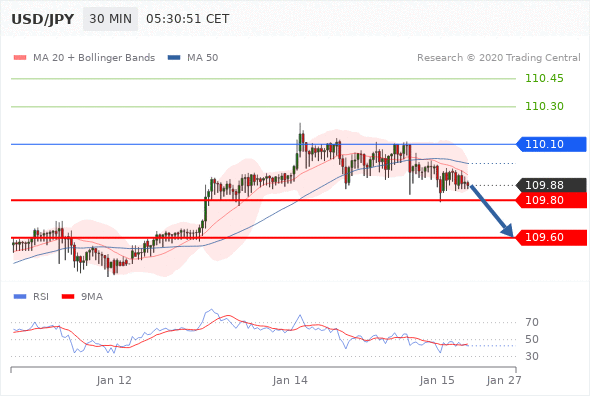 USD/JPY 30 MIN 05:30:51 CET
MA 20 + Bollinger Bands MA 50 Research © 2020 Trading Central
110.45
110.30
110.10
109.88
109.80
109.60
RSI 9MA
70
50
30
Jan 12 Jan 14 Jan 15 Jan 27